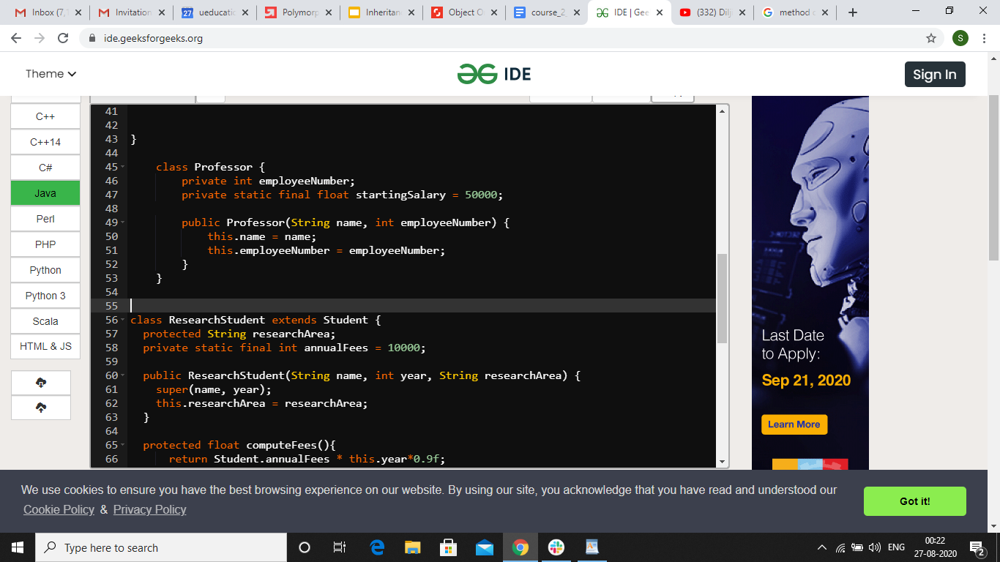 Inbox (7,1
Invitation
ueducatio
Polymorp
Inheritan
Object O
course_2
IDE | Gee
(332) Dilj
method o
ide.geeksforgeeks.org
S
Theme
IDE
Sign In
C++
C++14
C#
Java
Perl
PHP
Python
Python 3
Scala
HTML & JS
41
42
43 }
44
45 class Professor {
46 private int employeeNumber;
47 private static final float startingSalary = 50000;
48
49 public Professor(String name, int employeeNumber) {
50 this.name = name;
51 this.employeeNumber = employeeNumber;
52 }
53 }
54
55
56 class ResearchStudent extends Student {
57 protected String researchArea;
58 private static final int annualFees = 10000;
59
60 public ResearchStudent(String name, int year, String researchArea) {
61 super(name, year);
62 this.researchArea = researchArea;
63 }
64
65 protected float computeFees(){
66 return Student.annualFees * this.year*0.9f;
Last Date
to Apply:
Sep 21, 2020
Learn More
We use cookies to ensure you have the best browsing experience on our website. By using our site, you acknowledge that you have read and understood our
Cookie Policy & Privacy Policy
Got it!
Type here to search
ENG
00:22
27-08-2020
2